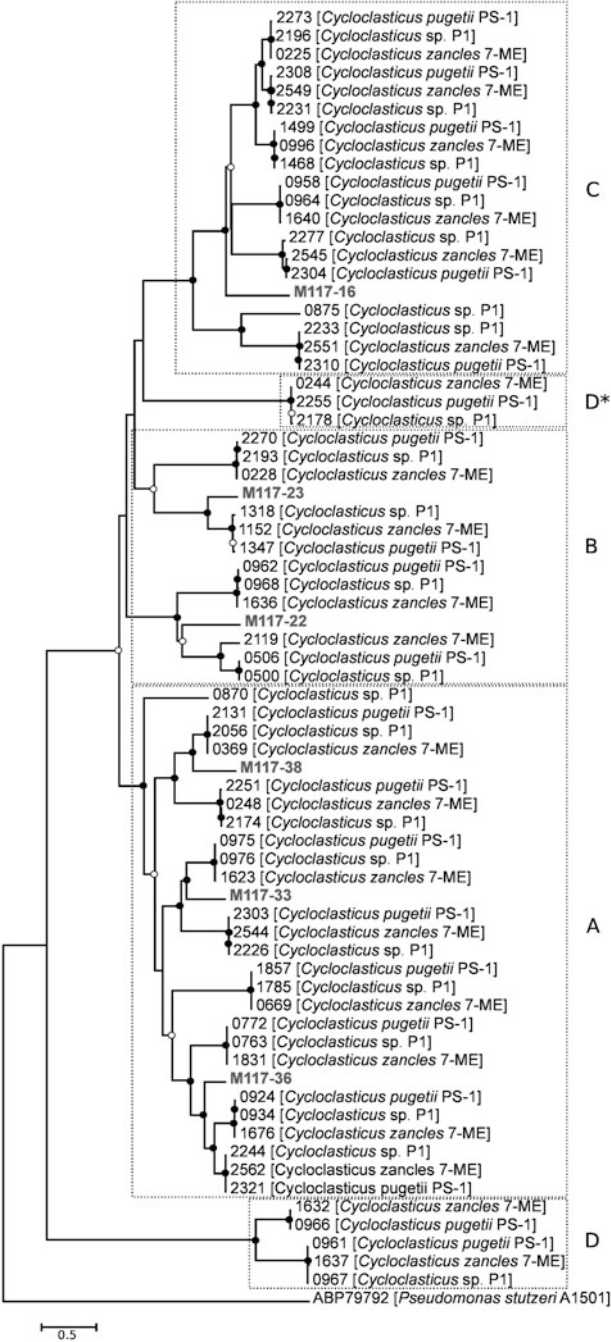 2273 [Cycloclasticus pugetii PS-1]
2196 [Cycloclasticus sp. P1]
0225 [Cycloclasticus zancles 7-ME]
2308 [Cycloclasticus pugetii PS-1]
2549 [Cycloclasticus zancles 7-ME]
2231 [Cycloclasticus sp. P1]
1499 [Cycloclasticus pugetii PS-1]
0996 [Cycloclasticus zancles 7-ME]
1468 [Cycloclasticus sp. P1]
0958 [Cycloclasticus pugetii PS-1]
C
0964 [Cycloclasticus sp. P1]
1640 [Cycloclasticus zancles 7-ME]
2277 [Cycloclasticus sp. P1]
2545 [Cycloclasticus zancles 7-ME]
2304 [Cycloclasticus pugetii PS-1]
M117-16
0875 [Cycloclasticus sp. P1]
2233 [Cycloclasticus sp. P1]
2551 [Cycloclasticus zancles 7-ME]
2310 [Cycloclasticus pugetii PS-1]
0244 [Cycloclasticus zancles 7-ME]
2255 [Cycloclasticus pugetii PS-1]
D*
2178 [Cycloclasticus sp. P1]
2270 [Cycloclasticus pugetii PS-1]
2193 [Cycloclasticus sp. P1]
0228 [Cycloclasticus zancles 7-ME]
M117-23
1318 [Cycloclasticus sp. P1]
1152 [Cycloclasticus zancles 7-ME]
1347 [Cycloclasticus pugetii PS-1]
B
0962 [Cycloclasticus pugetii PS-1]
0968 [Cycloclasticus sp. P1]
1636 [Cycloclasticus zancles 7-ME]
M117-22
2119 [Cycloclasticus zancles 7-ME]
0506 [Cycloclasticus pugetii PS-1]
0500 [Cycloclasticus sp. P1]
0870 [Cycloclasticus sp. P1]
2131 [Cycloclasticus pugetii PS-1]
2056 [Cycloclasticus sp. P1]
0369 [Cycloclasticus zancles 7-ME]
M117-38
2251 [Cycloclasticus pugetii PS-1]
0248 [Cycloclasticus zancles 7-ME]
2174 [Cycloclasticus sp. P1]
0975 [Cycloclasticus pugetii PS-1]
0976 [Cycloclasticus sp. P1]
1623 [Cycloclasticus zancles 7-ME]
M117-33
2303 [Cycloclasticus pugetii PS-1]
A
2544 [Cycloclasticus zancles 7-ME]
2226 [Cycloclasticus sp. P1]
1857 [Cycloclasticus pugetii PS-1]
1785 [Cycloclasticus sp. P1]
0669 [Cycloclasticus zancles 7-ME]
0772 [Cycloclasticus pugetii PS-1]
0763 [Cycloclasticus sp. P1]
1831 [Cycloclasticus zancles 7-ME]
M117-36
0924 [Cycloclasticus pugetii PS-1]
0934 [Cycloclasticus sp. P1]
1676 [Cycloclasticus zancles 7-ME]
2244 [Cycloclasticus sp. P1]
2562 [Cycloclasticus zancles 7-ME]
2321 [Cycloclasticus pugetii PS-1]
1632 [Cycloclasticus zancles 7-ME]
0966 [Cycloclasticus pugetii PS-1]
D
0961 [Cycloclasticus pugetii PS-1]
1637 [Cycloclasticus zancles 7-ME]
0967 [Cycloclasticus sp. P1]
ABP79792 [Pseudomonas stutzeri A1501]
0.5